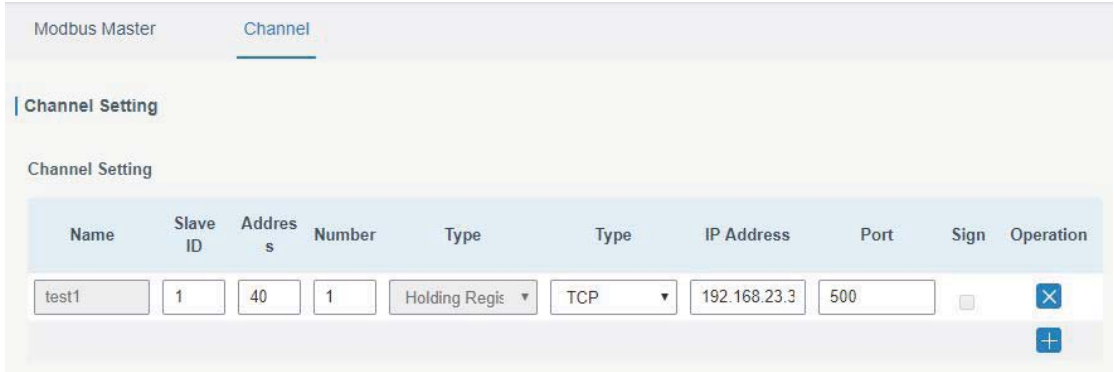 Modbus Master Channel
Channel Setting
Channel Setting
Name Slave ID Address Number Type Type IP Address Port Sign Operation
test1 1 40 1 Holding Regis TCP 192.168.23.3 500